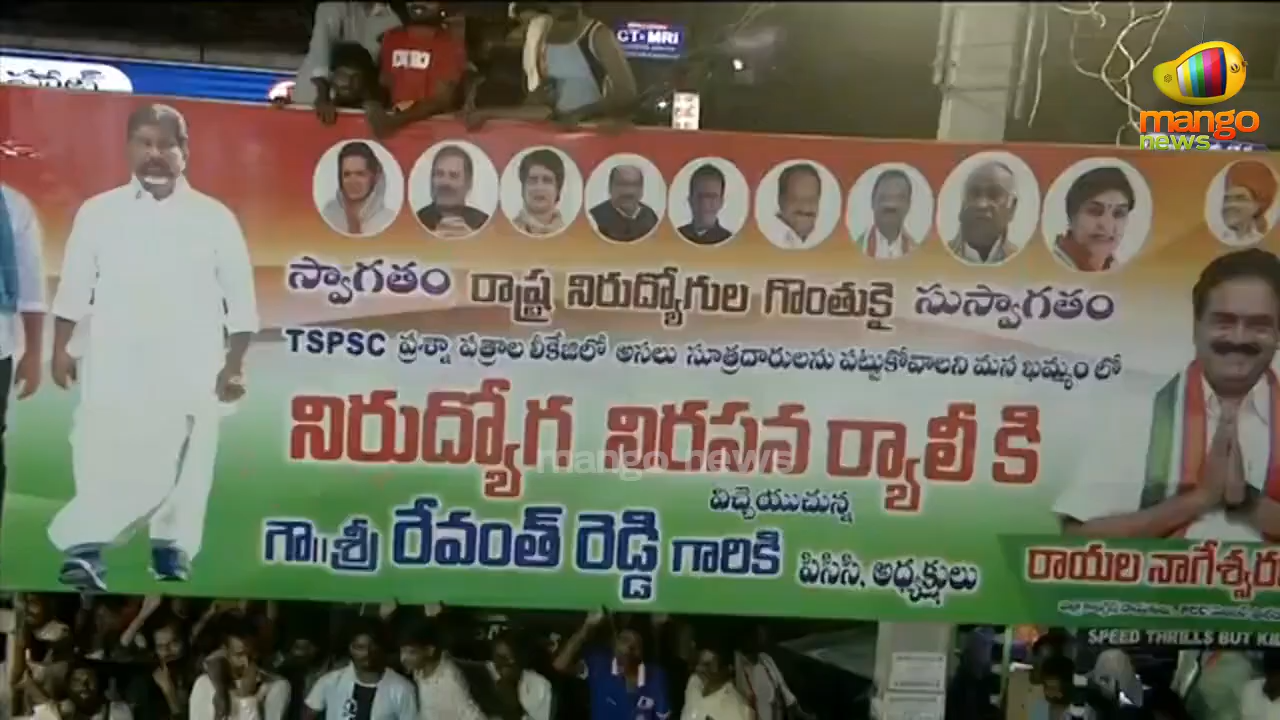 CT-MRI
mango
news
స్వాగతం రాష్ట్ర నిరుద్యోగుల గొంతుకై సుస్వాగతం
TSPSC ప్రశ్నా పత్రాల లీకేజిలో అసలు సూత్రదారులను పట్టుకోవాలని మన ఖమ్మం లో
నిరుద్యోగ నిరసన ర్యాలీ కి
mango news
విచ్చేయుచున్న
గౌ॥శ్రీ రేవంత్ రెడ్డి గారికి పిసిసి. అధ్యక్షులు
రాయల నాగేశ్వర
SPEED THRILLS BUT KIL